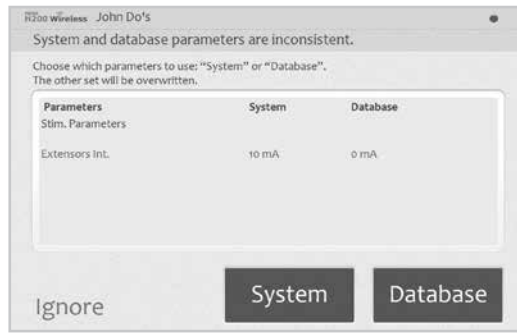 H200 Wireless John Do's
System and database parameters are inconsistent.
Choose which parameters to use: "System" or "Database".
The other set will be overwritten.
Parameters System Database
Stim. Parameters
Extensors Int. 10 mA 0 mA
Ignore System Database